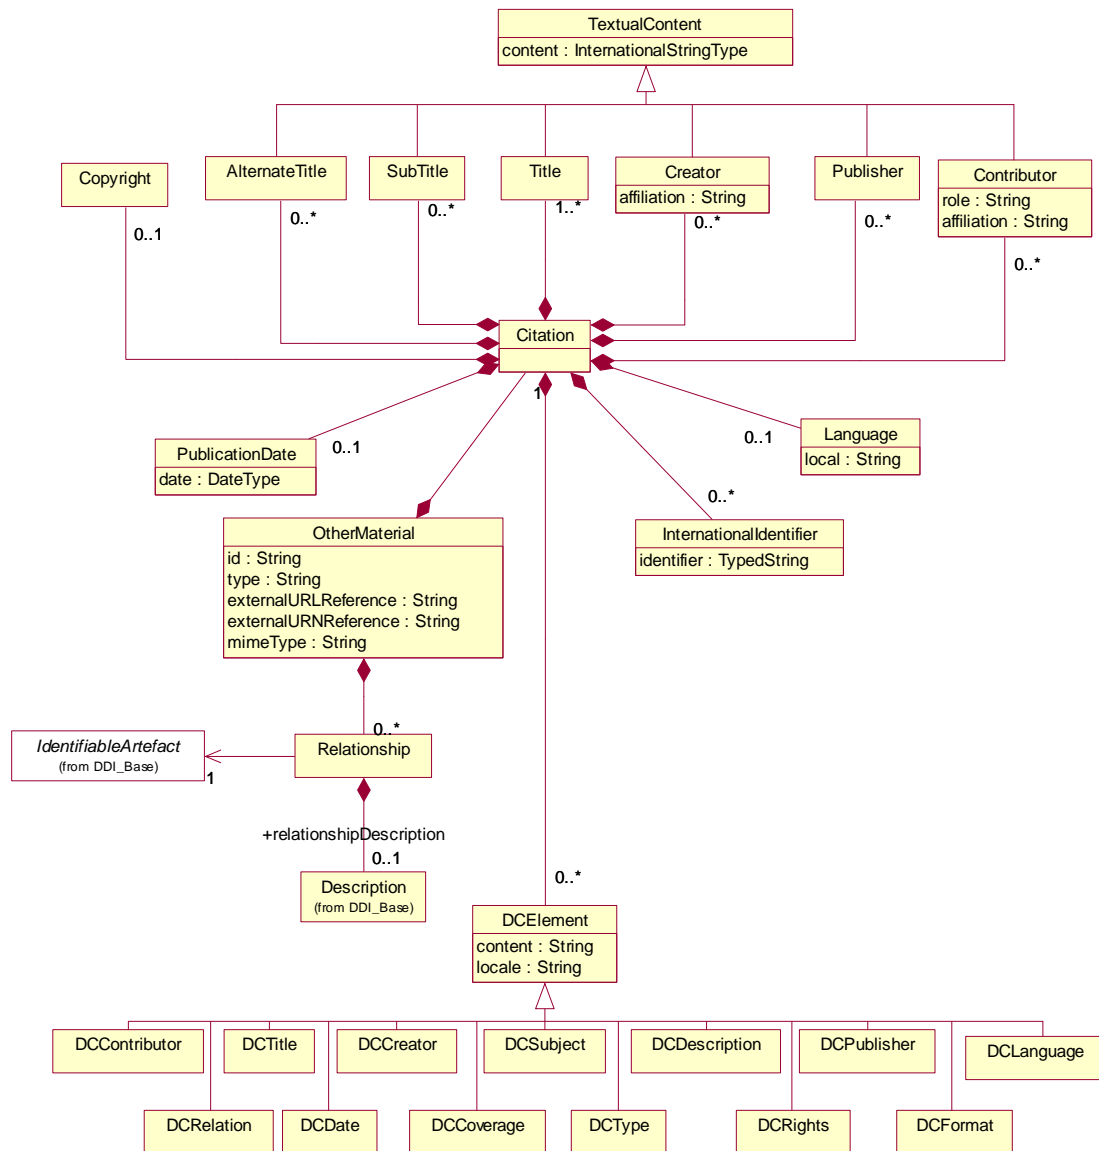 TextualContent
content : InternationalStringType
Copyright
AlternateTitle
SubTitle
Title
Creator
affiliation : String
Publisher
Contributor
role : String
affiliation : String
0..1
0..*
0..*
1..*
0..*
0..*
0..*
Citation
1
PublicationDate
date : DateType
0..1
0..1
Language
local : String
OtherMaterial
id : String
type : String
externalURLReference : String
externalURNReference : String
mimeType : String
0..*
InternationalIdentifier
identifier : TypedString
0..*
IdentifiableArtefact
(from DDI_Base)
1
Relationship
+relationshipDescription
0..1
Description
(from DDI_Base)
0..*
DCElement
content : String
locale : String
DCContributor
DCTitle
DCCreator
DCSubject
DCDescription
DCPublisher
DCLanguage
DCRelation
DCDate
DCCoverage
DCType
DCRights
DCFormat